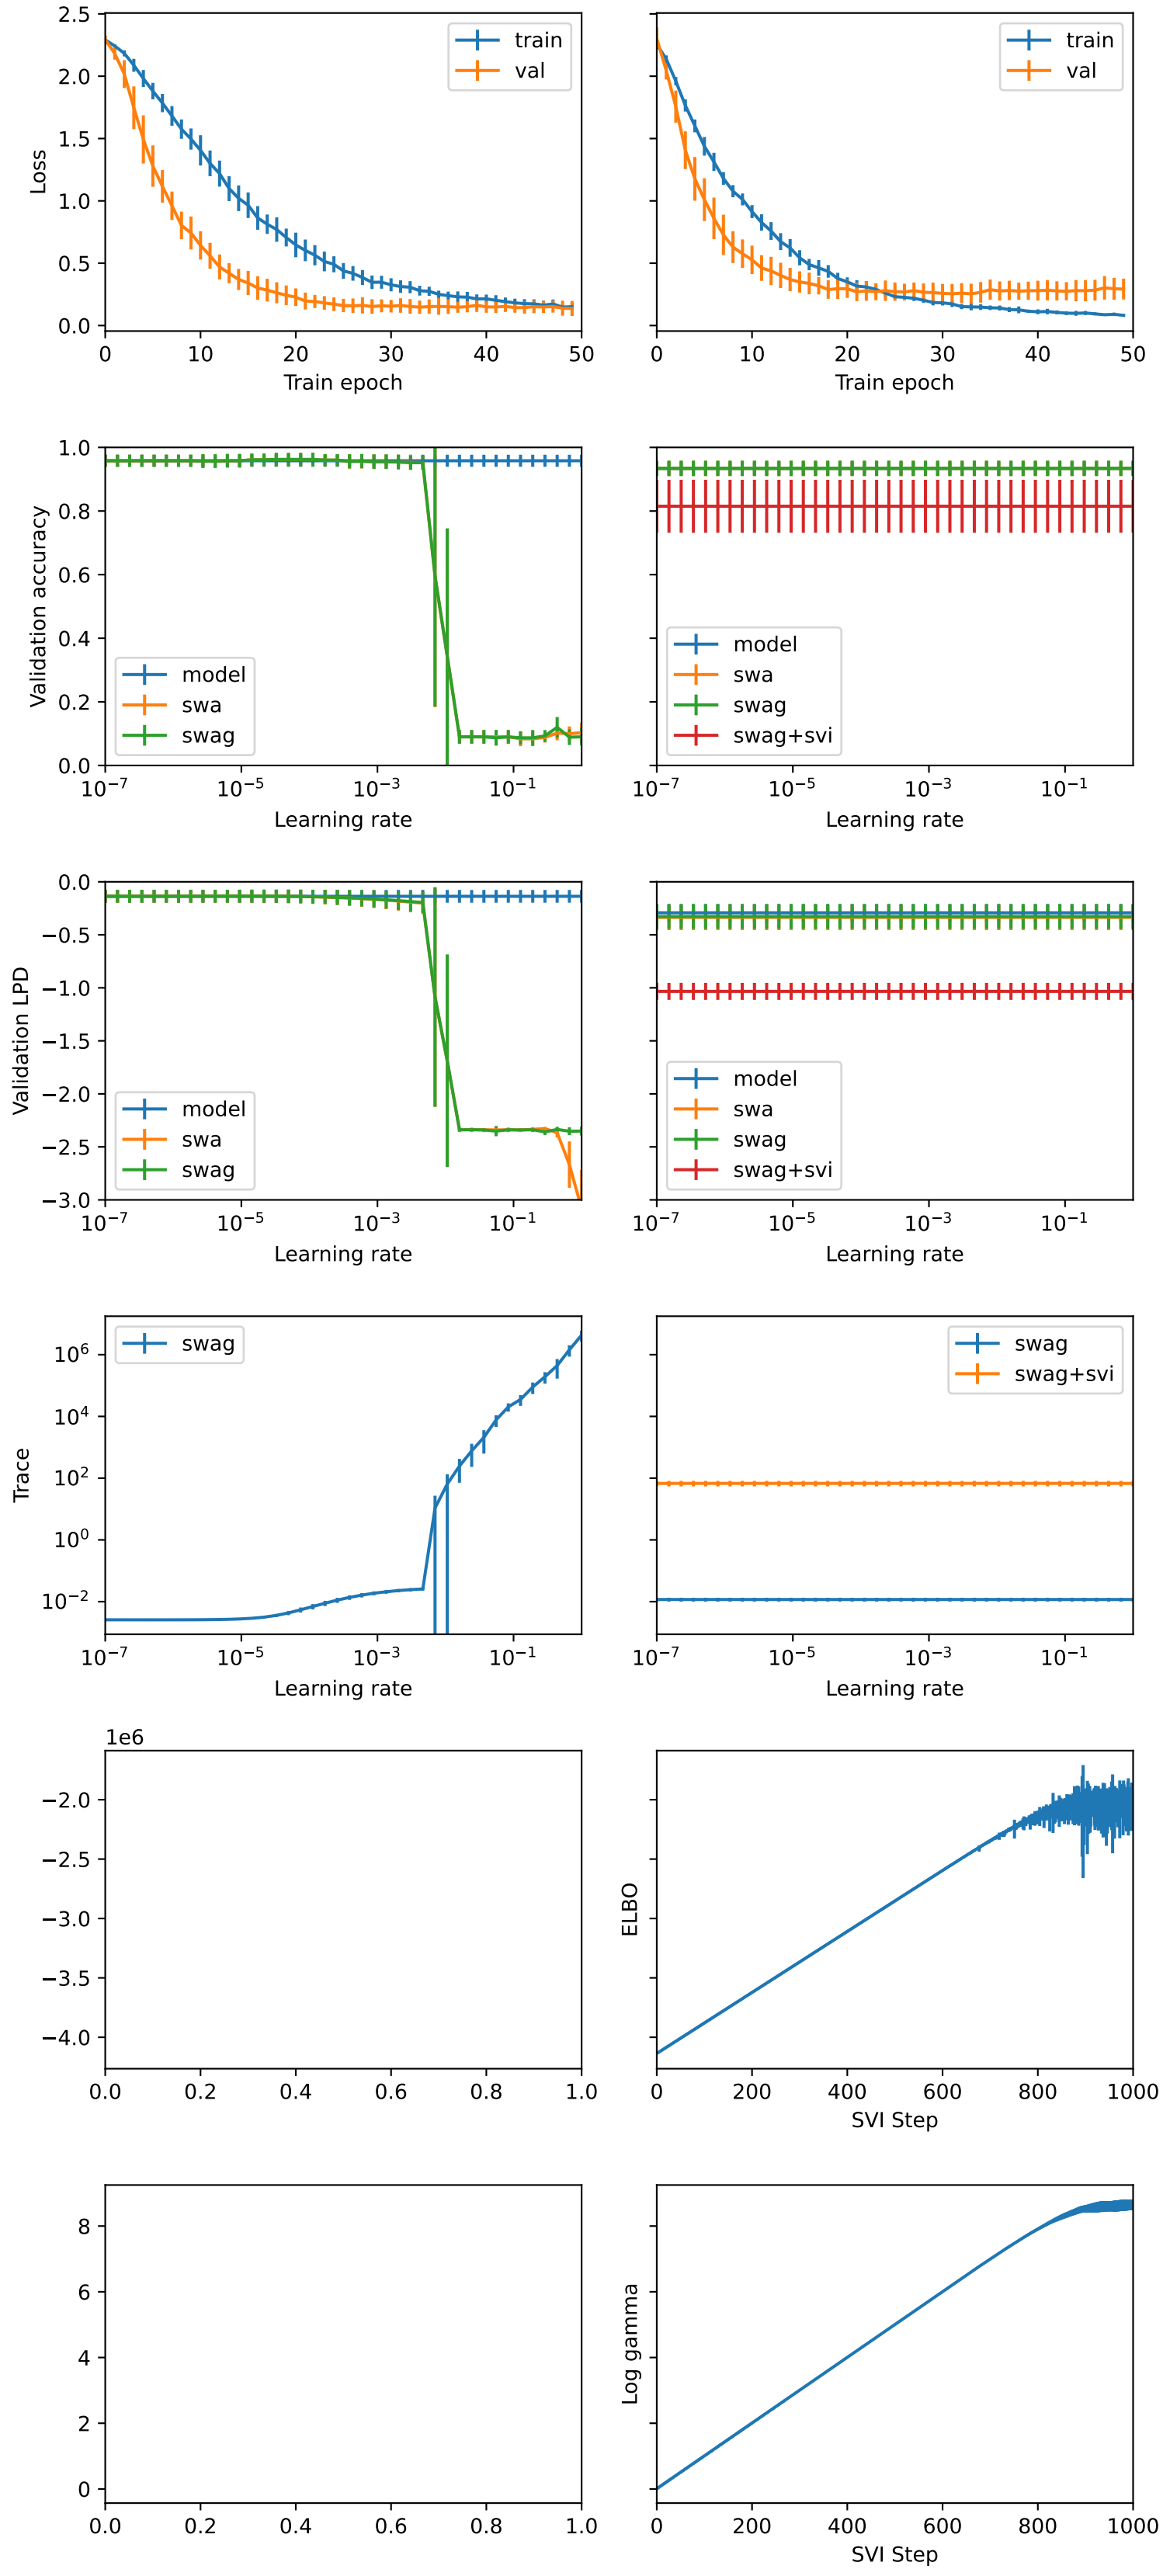 2.5
2.0
1.5
1.0
0.5
0.0
Loss
train
val
0 10 20 30 40 50
Train epoch
train
val
0 10 20 30 40 50
Train epoch
1.0
0.8
0.6
0.4
0.2
0.0
Validation accuracy
model
swa
swag
10⁻⁷ 10⁻⁵ 10⁻³ 10⁻¹
Learning rate
model
swa
swag
swag+svi
10⁻⁷ 10⁻⁵ 10⁻³ 10⁻¹
Learning rate
0.0
−0.5
−1.0
−1.5
−2.0
−2.5
−3.0
Validation LPD
model
swa
swag
10⁻⁷ 10⁻⁵ 10⁻³ 10⁻¹
Learning rate
model
swa
swag
swag+svi
10⁻⁷ 10⁻⁵ 10⁻³ 10⁻¹
Learning rate
10⁶
10⁴
10²
10⁰
10⁻²
Trace
swag
10⁻⁷ 10⁻⁵ 10⁻³ 10⁻¹
Learning rate
swag
swag+svi
10⁻⁷ 10⁻⁵ 10⁻³ 10⁻¹
Learning rate
1e6
−2.0
−2.5
−3.0
−3.5
−4.0
0.0 0.2 0.4 0.6 0.8 1.0
ELBO
0 200 400 600 800 1000
SVI Step
8
6
4
2
0
0.0 0.2 0.4 0.6 0.8 1.0
Log gamma
0 200 400 600 800 1000
SVI Step